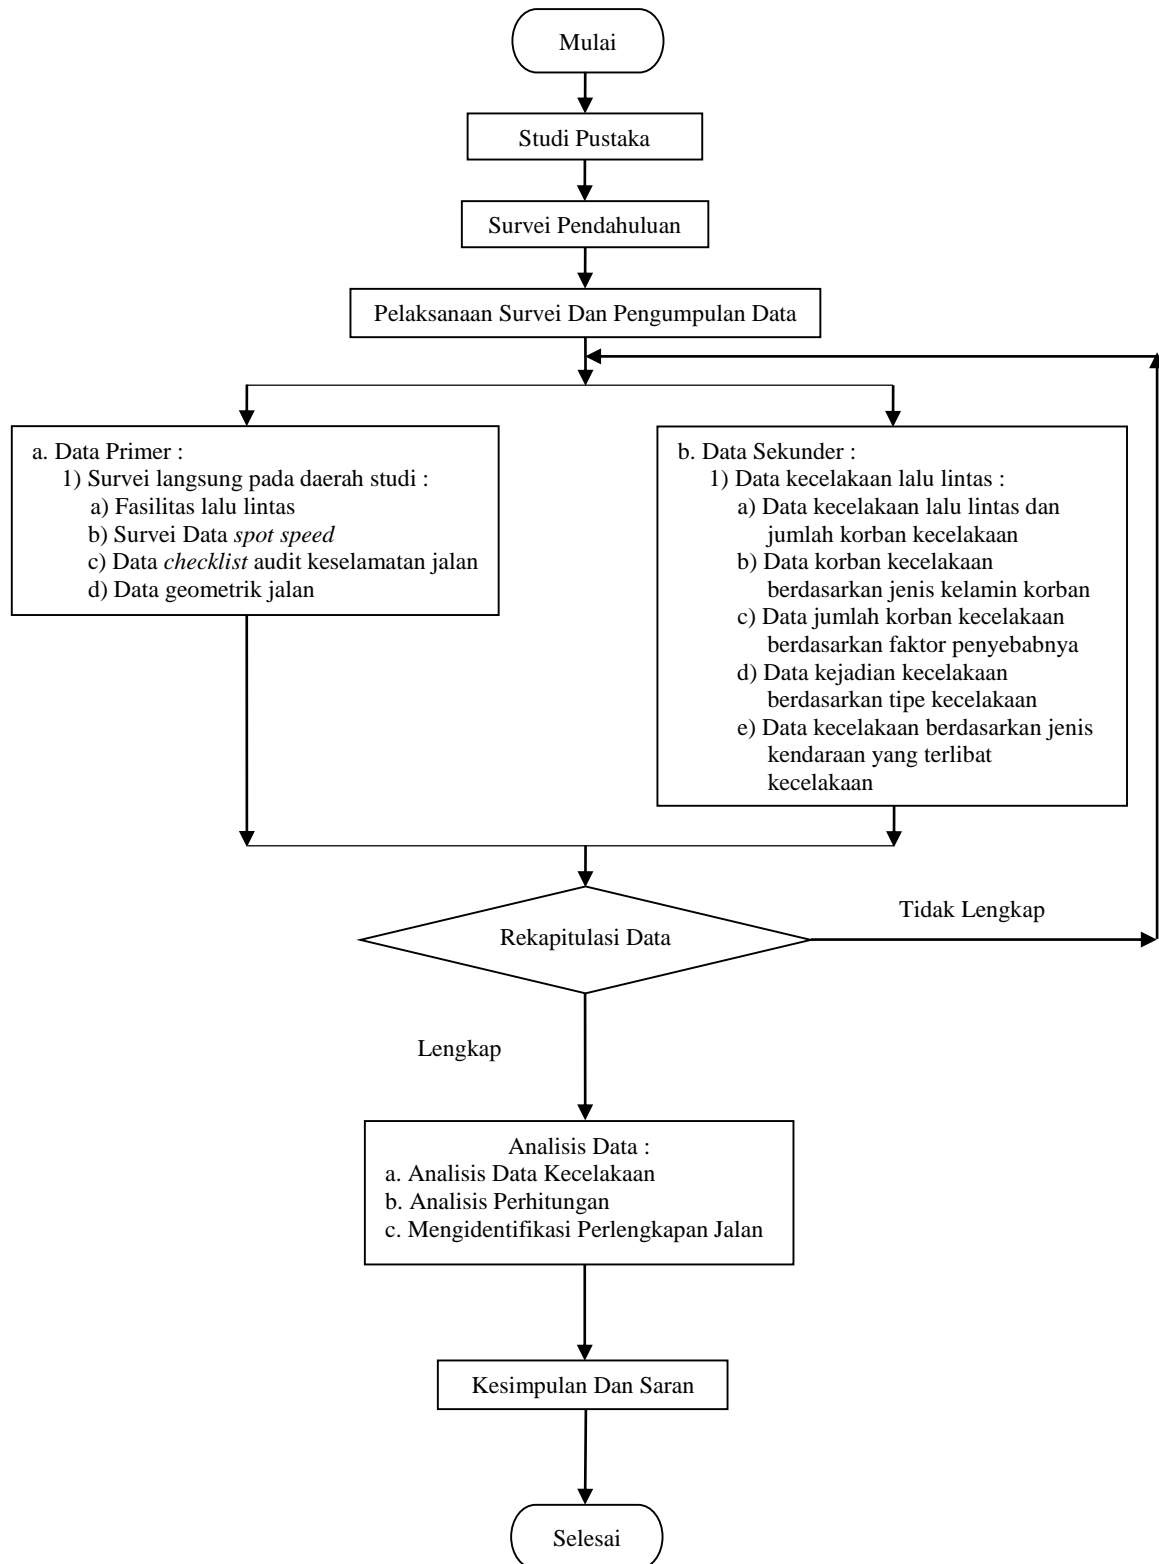 Mulai
Studi Pustaka
Survei Pendahuluan
Pelaksanaan Survei Dan Pengumpulan Data
a. Data Primer :
1) Survei langsung pada daerah studi :
a) Fasilitas lalu lintas
b) Survei Data spot speed
c) Data checklist audit keselamatan jalan
d) Data geometrik jalan
b. Data Sekunder :
1) Data kecelakaan lalu lintas :
a) Data kecelakaan lalu lintas dan
jumlah korban kecelakaan
b) Data korban kecelakaan
berdasarkan jenis kelamin korban
c) Data jumlah korban kecelakaan
berdasarkan faktor penyebabnya
d) Data kejadian kecelakaan
berdasarkan tipe kecelakaan
e) Data kecelakaan berdasarkan jenis
kendaraan yang terlibat
kecelakaan
Tidak Lengkap
Rekapitulasi Data
Lengkap
Analisis Data :
a. Analisis Data Kecelakaan
b. Analisis Perhitungan
c. Mengidentifikasi Perlengkapan Jalan
Kesimpulan Dan Saran
Selesai